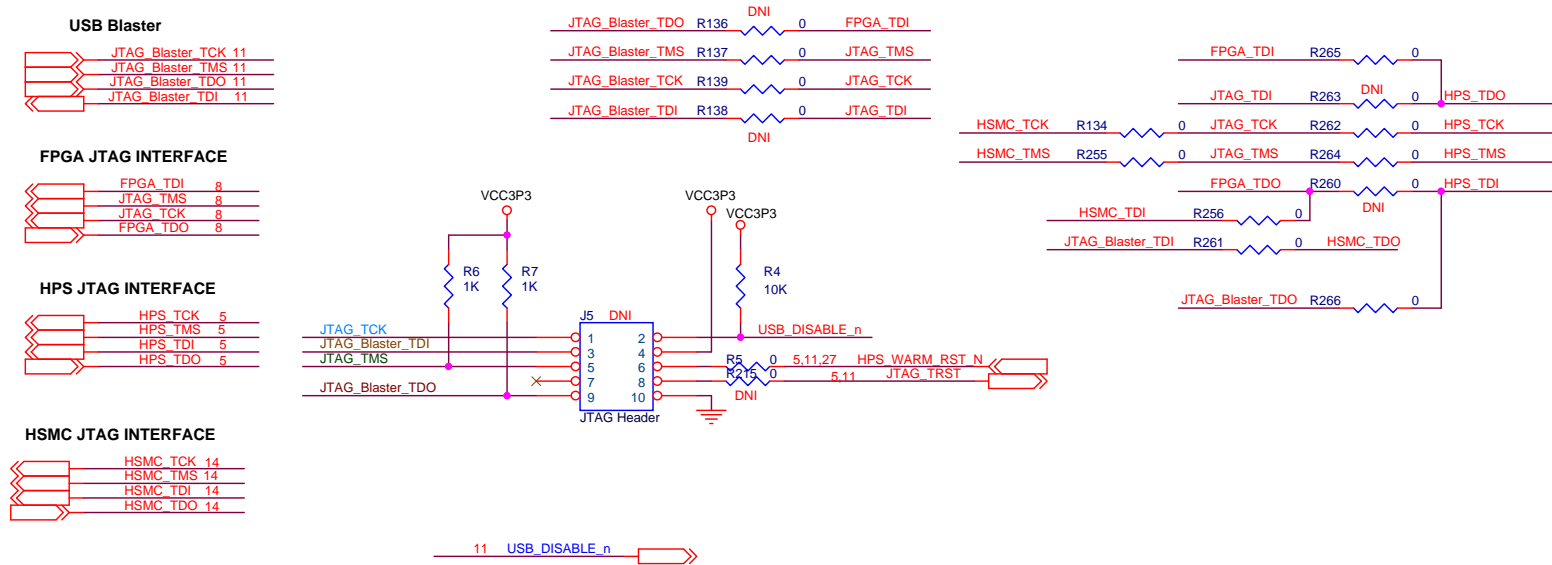 USB Blaster
JTAG_Blaster_TCK 11
JTAG_Blaster_TMS 11
JTAG_Blaster_TDO 11
JTAG_Blaster_TDI 11
FPGA JTAG INTERFACE
FPGA_TDI 8
JTAG_TMS 8
JTAG_TCK 8
FPGA_TDO 8
HPS JTAG INTERFACE
HPS_TCK 5
HPS_TMS 5
HPS_TDI 5
HPS_TDO 5
HSMC JTAG INTERFACE
HSMC_TCK 14
HSMC_TMS 14
HSMC_TDI 14
HSMC_TDO 14
DNI
JTAG_Blaster_TDO R136 0 FPGA_TDI
JTAG_Blaster_TMS R137 0 JTAG_TMS
JTAG_Blaster_TCK R139 0 JTAG_TCK
JTAG_Blaster_TDI R138 0 JTAG_TDI
DNI
VCC3P3
VCC3P3
VCC3P3
R6
1K
R7
1K
R4
10K
J5 DNI
JTAG_TCK 1 2 USB_DISABLE_n
JTAG_Blaster_TDI 3 4
JTAG_TMS 5 6 R5 0 5,11,27 HPS_WARM_RST_N
7 8 R215 0 5,11 JTAG_TRST
DNI
JTAG_Blaster_TDO 9 10
JTAG Header
11 USB_DISABLE_n
FPGA_TDI R265 0
JTAG_TDI R263 DNI 0 HPS_TDO
HSMC_TCK R134 0 JTAG_TCK R262 0 HPS_TCK
HSMC_TMS R255 0 JTAG_TMS R264 0 HPS_TMS
FPGA_TDO R260 0 HPS_TDI
DNI
HSMC_TDI R256 0
JTAG_Blaster_TDI R261 0 HSMC_TDO
JTAG_Blaster_TDO R266 0